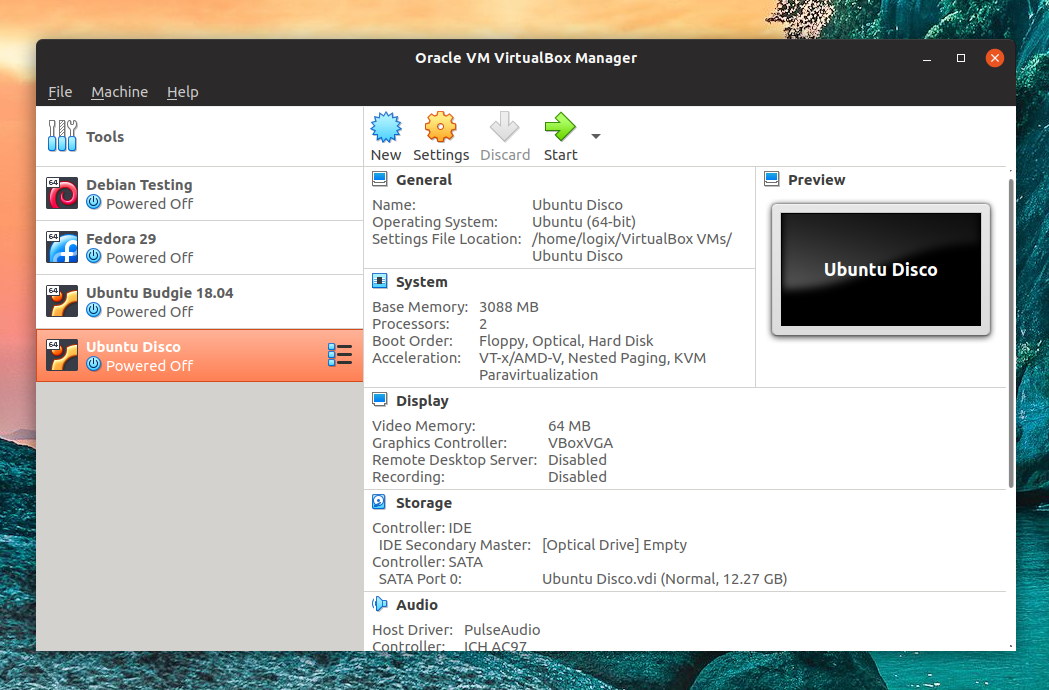 Oracle VM VirtualBox Manager
File Machine Help
Tools
New Settings Discard Start
64
Debian Testing
Powered Off
64
Fedora 29
Powered Off
64
Ubuntu Budgie 18.04
Powered Off
64
Ubuntu Disco
Powered Off
General
Name: Ubuntu Disco
Operating System: Ubuntu (64-bit)
Settings File Location: /home/logix/VirtualBox VMs/
Ubuntu Disco
Preview
Ubuntu Disco
System
Base Memory: 3088 MB
Processors: 2
Boot Order: Floppy, Optical, Hard Disk
Acceleration: VT-x/AMD-V, Nested Paging, KVM
Paravirtualization
Display
Video Memory: 64 MB
Graphics Controller: VBoxVGA
Remote Desktop Server: Disabled
Recording: Disabled
Storage
Controller: IDE
IDE Secondary Master: [Optical Drive] Empty
Controller: SATA
SATA Port 0: Ubuntu Disco.vdi (Normal, 12.27 GB)
Audio
Host Driver: PulseAudio
Controller: ICH AC97